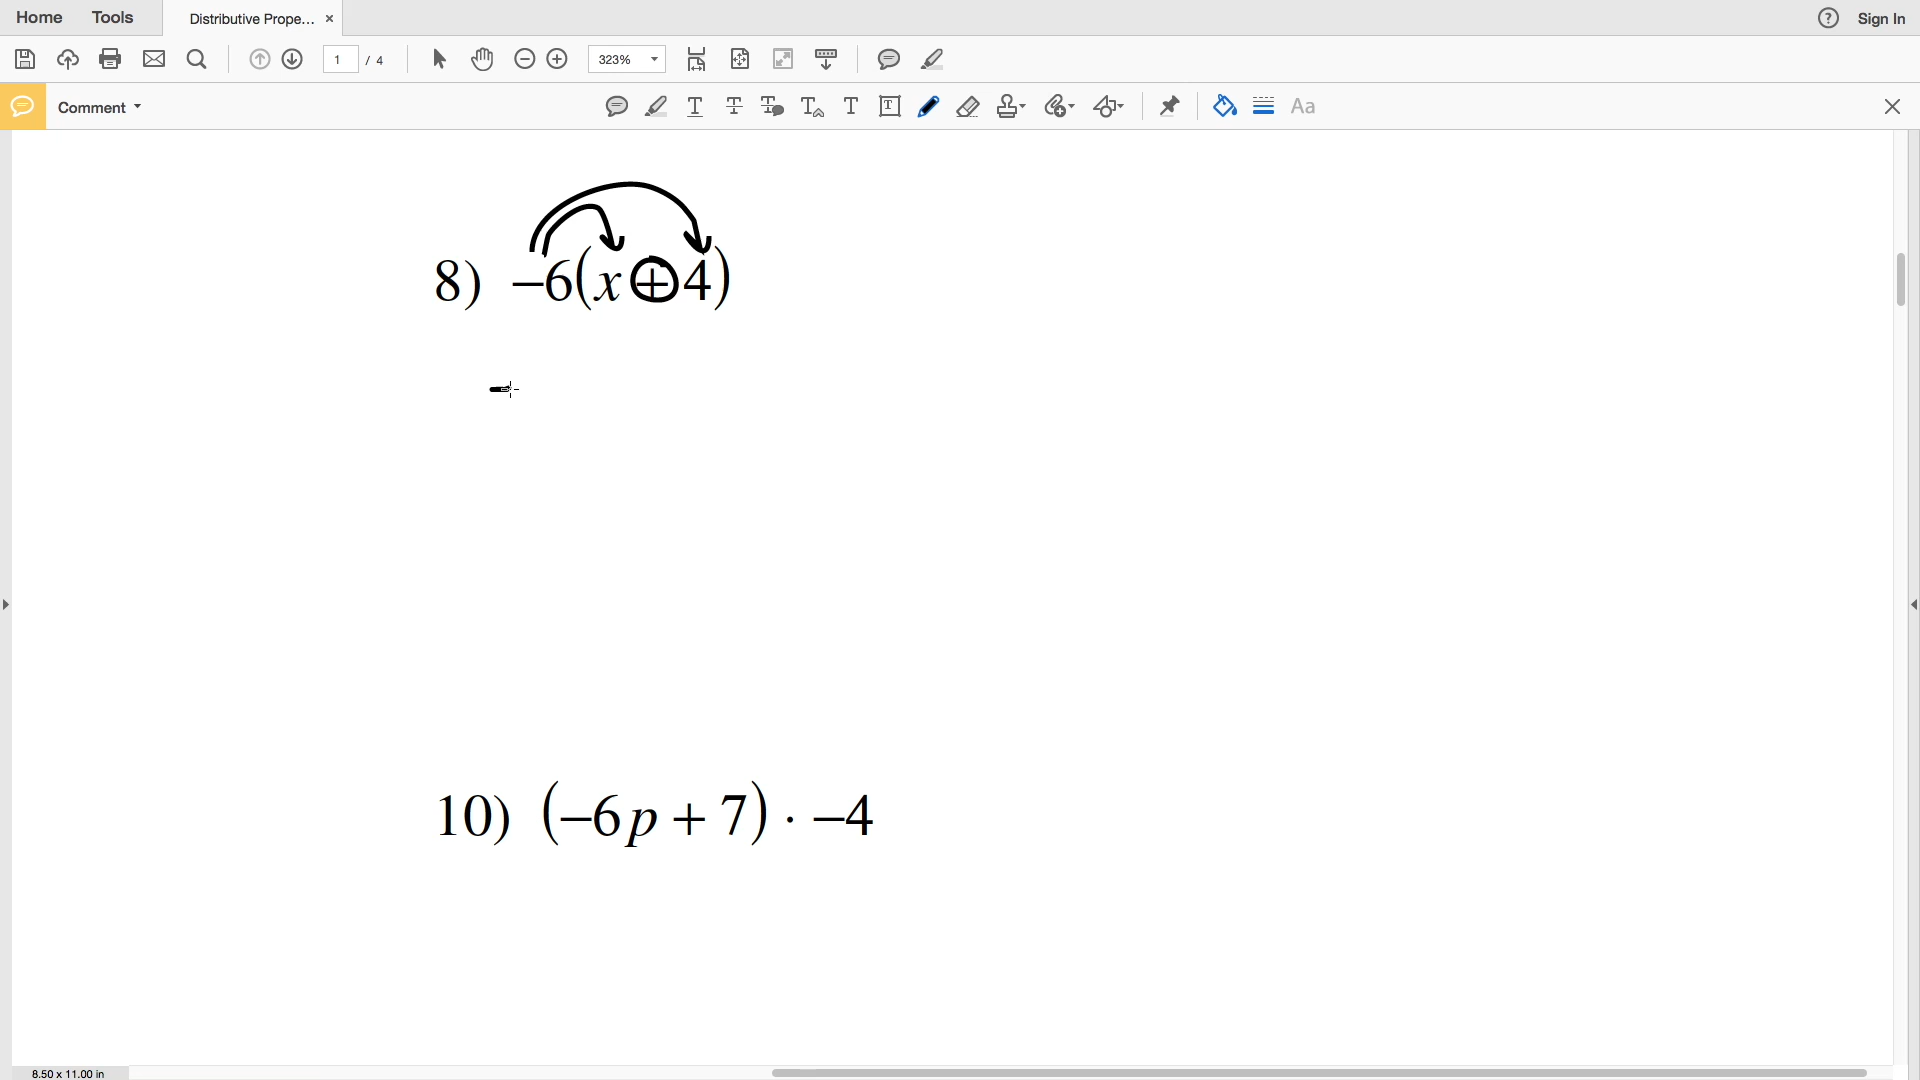 Home Tools Distributive Prope... × ? Sign In
1 / 4 323%
Comment T T T T T T Aa
8) −6(x + 4)
−
10) (−6p + 7) · −4
8.50 x 11.00 in